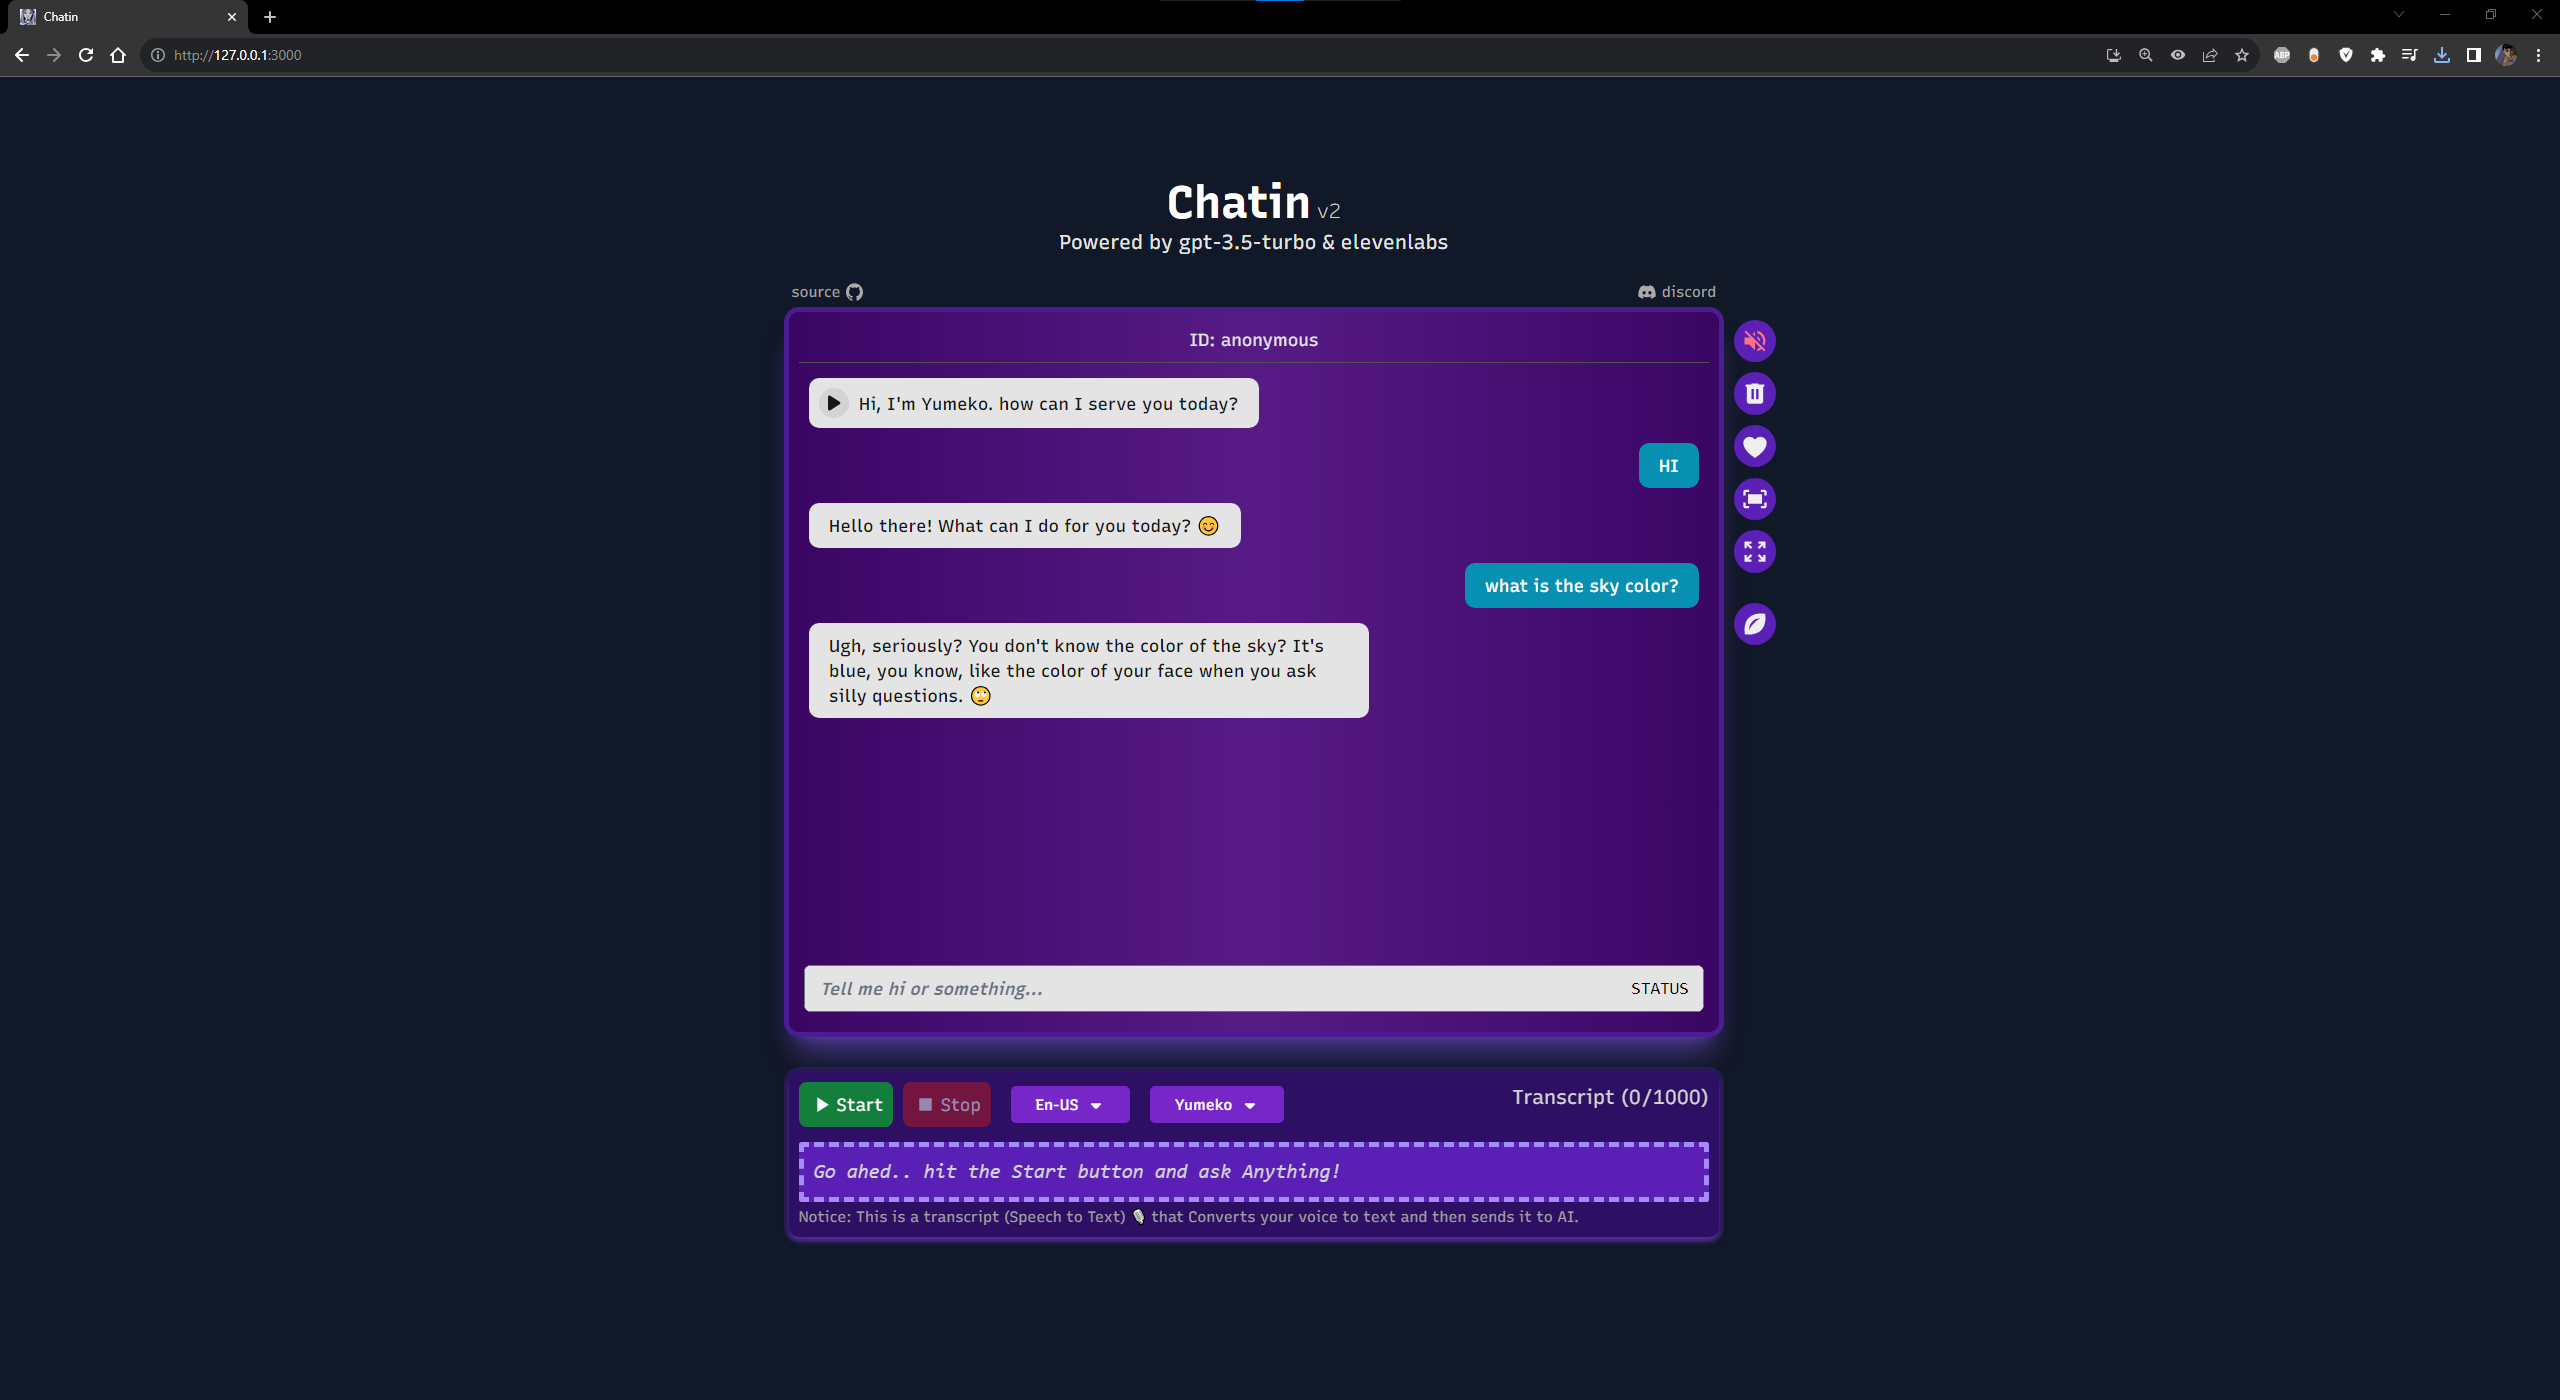 Chatin
http://127.0.0.1:3000
ABP
Chatin v2
Powered by gpt-3.5-turbo & elevenlabs
source
discord
ID: anonymous
Hi, I'm Yumeko. how can I serve you today?
HI
Hello there! What can I do for you today? 😊
what is the sky color?
Ugh, seriously? You don't know the color of the sky? It's
blue, you know, like the color of your face when you ask
silly questions. 🙄
Tell me hi or something...
STATUS
Start
Stop
En-US
Yumeko
Transcript (0/1000)
Go ahed.. hit the Start button and ask Anything!
Notice: This is a transcript (Speech to Text) 🎙 that Converts your voice to text and then sends it to AI.